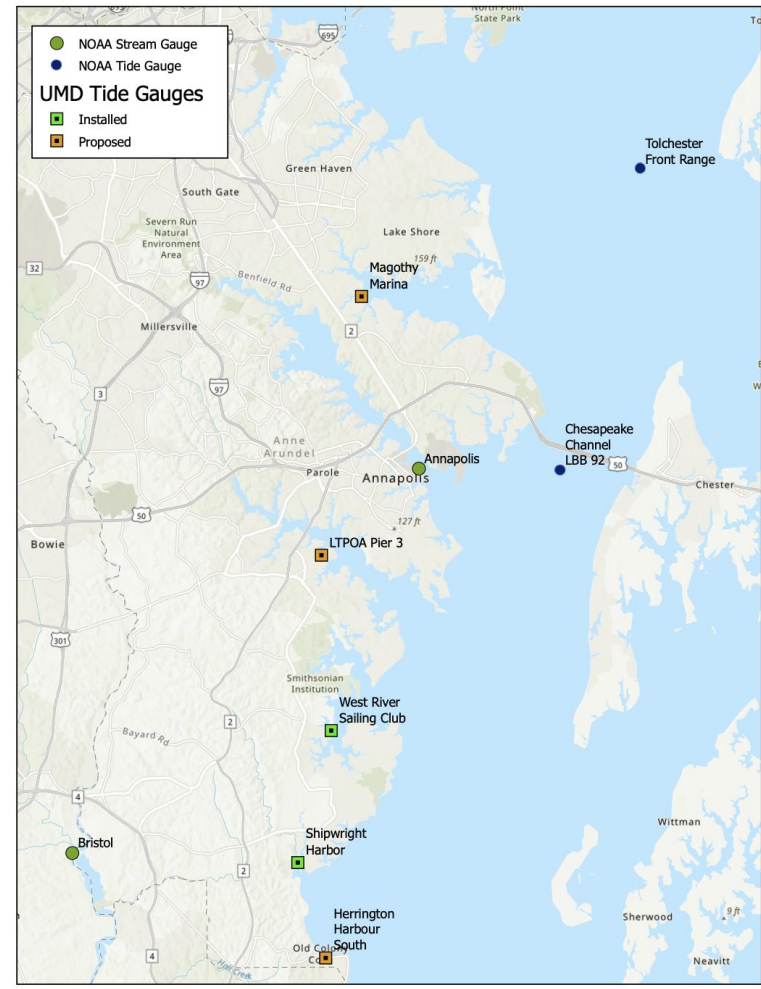 North Point
State Park
695
NOAA Stream Gauge
NOAA Tide Gauge
UMD Tide Gauges
Installed
Proposed
Tolchester
Front Range
Green Haven
South Gate
Severn Run
Natural
Environment
Area
Lake Shore
159 ft
32
97
Benfield Rd
Magothy
Marina
Millersville
2
3
97
Chesapeake
Channel
LBB 92
50
Anne
Arundel
Parole
Annapolis
Annapolis
Chester
50
127 ft
Bowie
LTPOA Pier 3
301
Smithsonian
Institution
West River
Sailing Club
2
Bayard Rd
4
Wittman
Bristol
Shipwright
Harbor
2
Herrington
Harbour
South
9 ft
Sherwood
Old Colony
4
Hall Creek
Neavitt